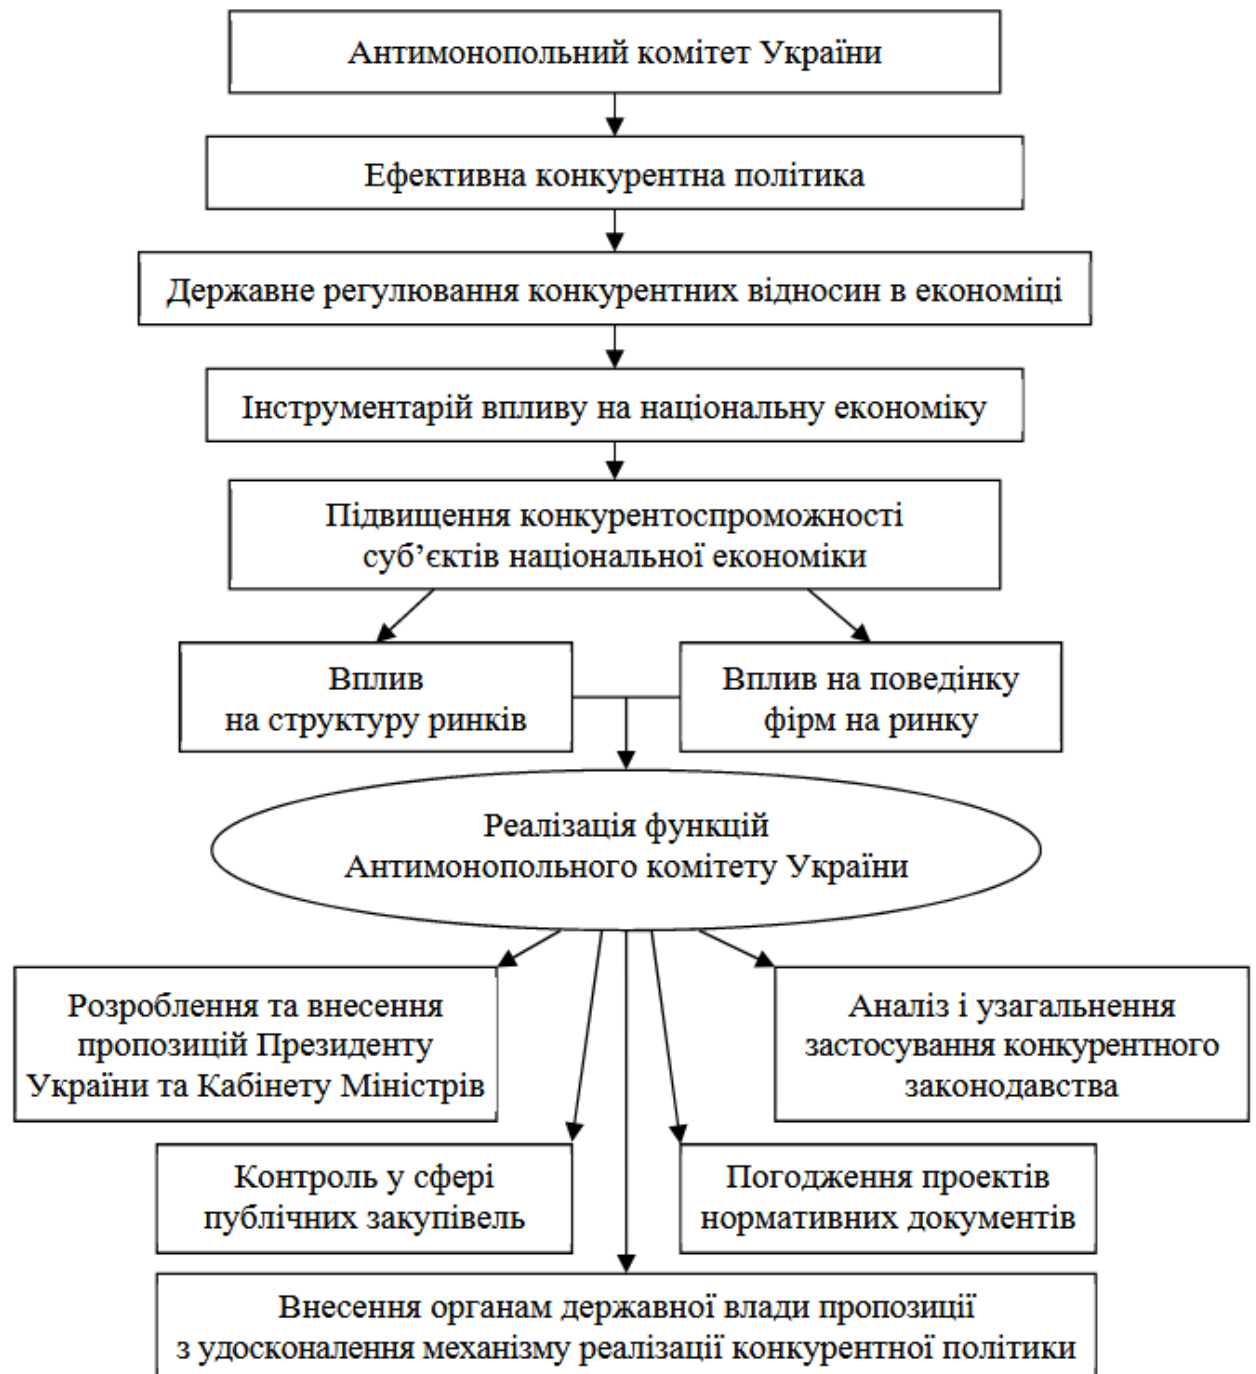 Антимонопольний комітет України
Ефективна конкурентна політика
Державне регулювання конкурентних відносин в економіці
Інструментарій впливу на національну економіку
Підвищення конкурентоспроможності
суб’єктів національної економіки
Вплив
на структуру ринків
Вплив на поведінку
фірм на ринку
Реалізація функцій
Антимонопольного комітету України
Розроблення та внесення
пропозицій Президенту
України та Кабінету Міністрів
Аналіз і узагальнення
застосування конкурентного
законодавства
Контроль у сфері
публічних закупівель
Погодження проектів
нормативних документів
Внесення органам державної влади пропозиції
з удосконалення механізму реалізації конкурентної політики